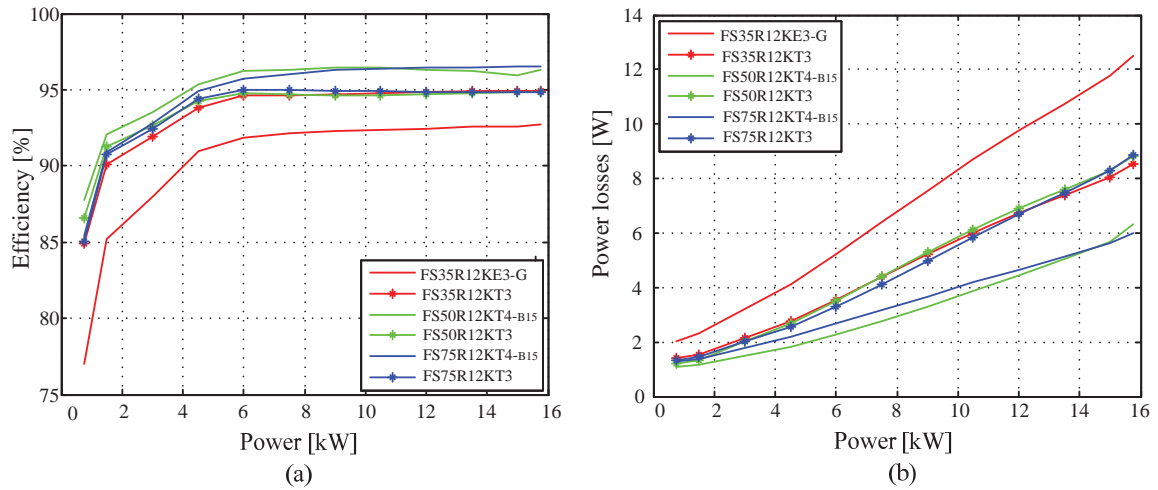 100
95
90
85
80
75
Efficiency [%]
0 2 4 6 8 10 12 14 16
Power [kW]
FS35R12KE3-G
FS35R12KT3
FS50R12KT4-B15
FS50R12KT3
FS75R12KT4-B15
FS75R12KT3
(a)
14
12
10
8
6
4
2
0
Power losses [W]
0 2 4 6 8 10 12 14 16
Power [kW]
FS35R12KE3-G
FS35R12KT3
FS50R12KT4-B15
FS50R12KT3
FS75R12KT4-B15
FS75R12KT3
(b)